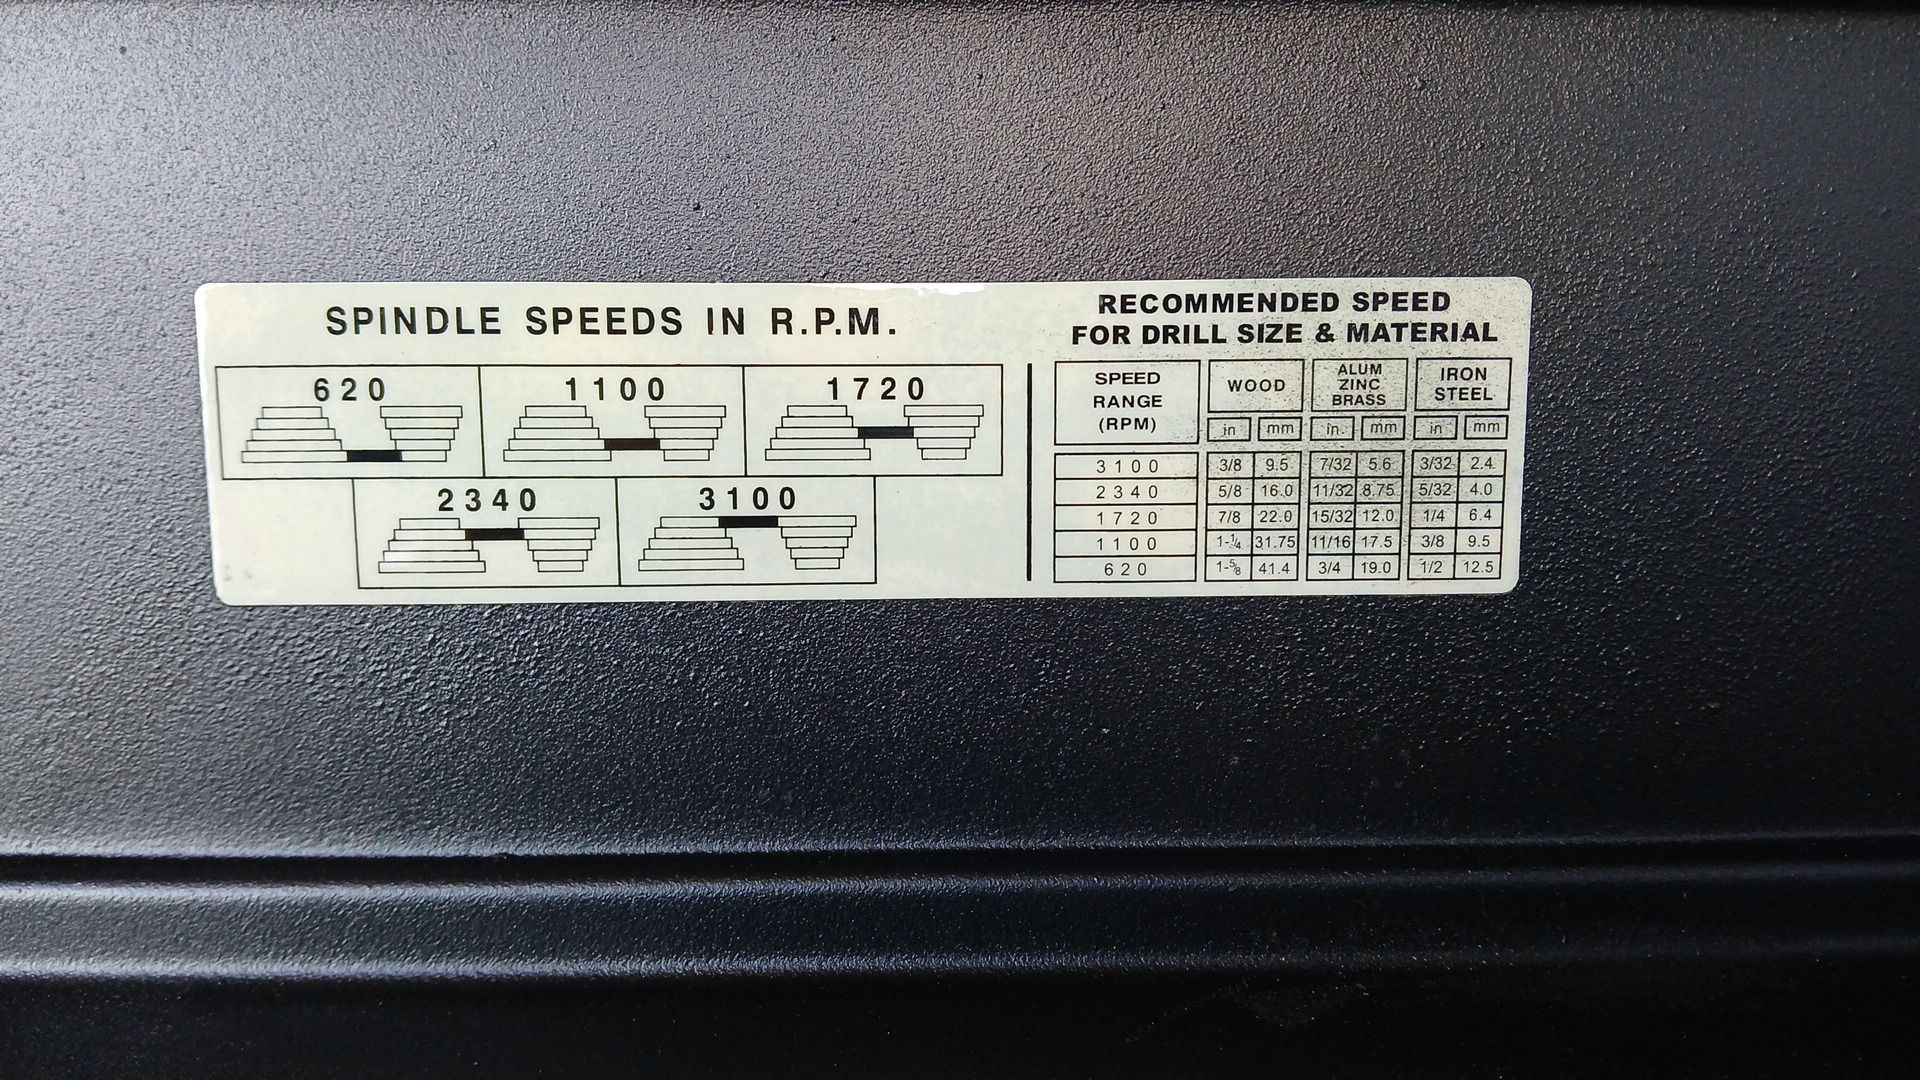 SPINDLE SPEEDS IN R.P.M.
620 1100 1720
2340 3100
RECOMMENDED SPEED
FOR DRILL SIZE & MATERIAL
SPEED
RANGE
(RPM)
WOOD
ALUM
ZINC
BRASS
IRON
STEEL
in mm in mm in mm
3100 3/8 9.5 7/32 5.6 3/32 2.4
2340 5/8 16.0 11/32 8.75 5/32 4.0
1720 7/8 22.0 15/32 12.0 1/4 6.4
1100 1-1/4 31.75 11/16 17.5 3/8 9.5
620 1-5/8 41.4 3/4 19.0 1/2 12.5